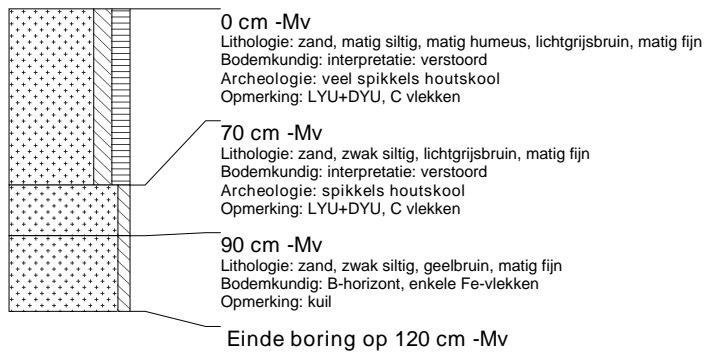 0 cm -Mv
Lithologie: zand, matig siltig, matig humeus, lichtgrijsbruin, matig fijn
Bodemkundig: interpretatie: verstoord
Archeologie: veel spikkels houtskool
Opmerking: LYU+DYU, C vlekken
70 cm -Mv
Lithologie: zand, zwak siltig, lichtgrijsbruin, matig fijn
Bodemkundig: interpretatie: verstoord
Archeologie: spikkels houtskool
Opmerking: LYU+DYU, C vlekken
90 cm -Mv
Lithologie: zand, zwak siltig, geelbruin, matig fijn
Bodemkundig: B-horizont, enkele Fe-vlekken
Opmerking: kuil
Einde boring op 120 cm -Mv